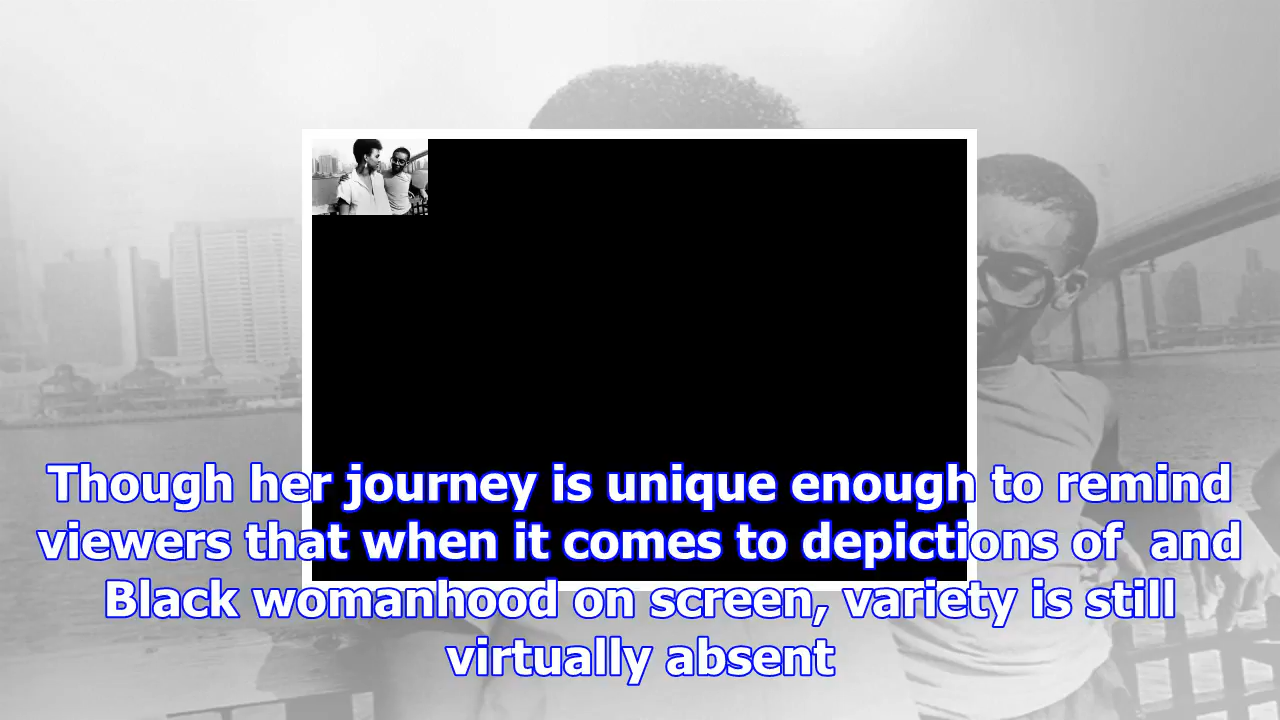 Though her journey is unique enough to remind
viewers that when it comes to depictions of  and
Black womanhood on screen, variety is still
virtually absent